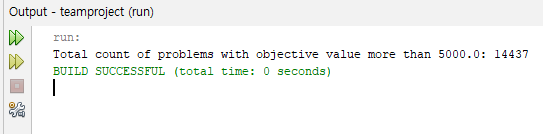 Output - teamproject (run)
run:
Total count of problems with objective value more than 5000.0: 14437
BUILD SUCCESSFUL (total time: 0 seconds)